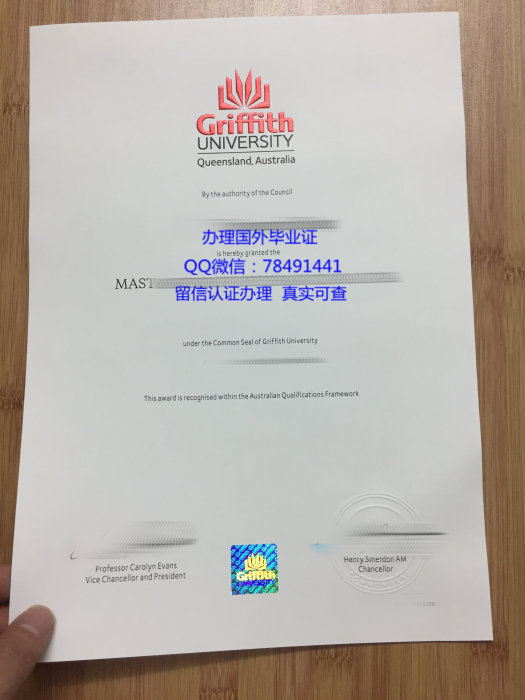 Griffith
UNIVERSITY
Queensland, Australia
By the authority of the Council
办理国外毕业证
is hereby granted the
QQ微信：78491441
MAST
留信认证办理 真实可查
under the Common Seal of Griffith University
This award is recognised within the Australian Qualifications Framework
Professor Carolyn Evans
Vice Chancellor and President
Griffith
UNIVERSITY
Henry Smerdon AM
Chancellor